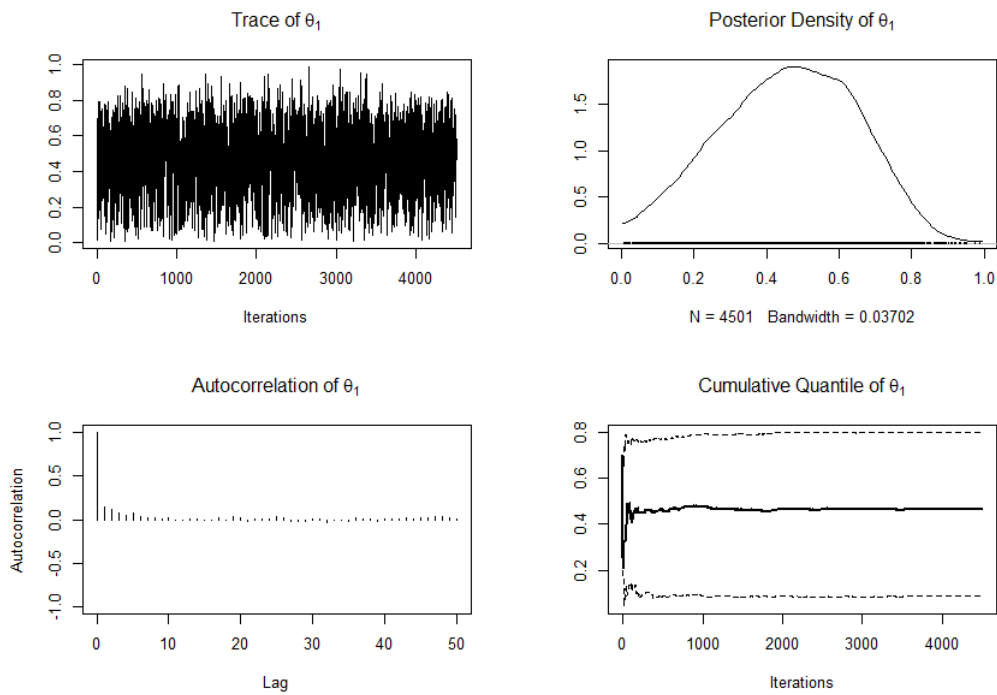 Trace of θ1
0.0 0.2 0.4 0.6 0.8 1.0
0 1000 2000 3000 4000
Iterations
Posterior Density of θ1
0.0 0.5 1.0 1.5
0.0 0.2 0.4 0.6 0.8 1.0
N = 4501 Bandwidth = 0.03702
Autocorrelation of θ1
Autocorrelation
-1.0 -0.5 0.0 0.5 1.0
0 10 20 30 40 50
Lag
Cumulative Quantile of θ1
0.2 0.4 0.6 0.8
0 1000 2000 3000 4000
Iterations